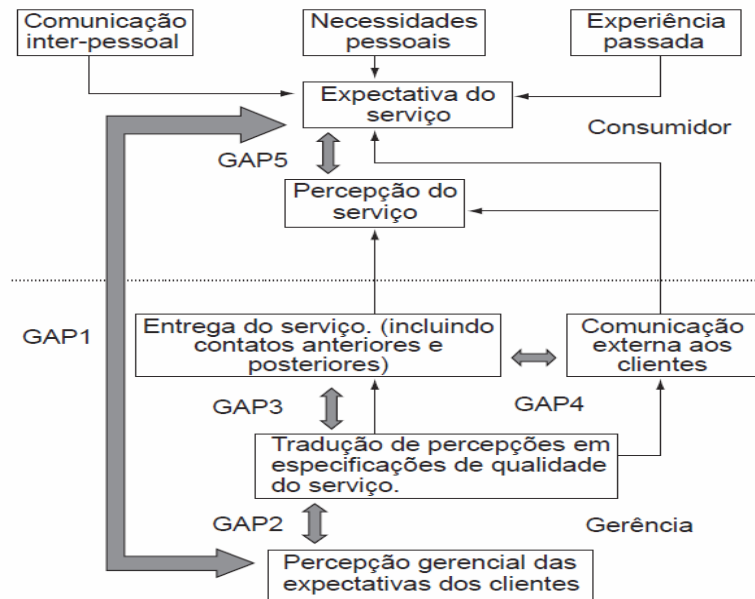 Comunicação
inter-pessoal
Necessidades
pessoais
Experiência
passada
Expectativa do
serviço
Consumidor
GAP5
Percepção do
serviço
GAP1
Entrega do serviço. (incluindo
contatos anteriores e
posteriores)
Comunicação
externa aos
clientes
GAP3
GAP4
Tradução de percepções em
especificações de qualidade
do serviço.
GAP2
Gerência
Percepção gerencial das
expectativas dos clientes